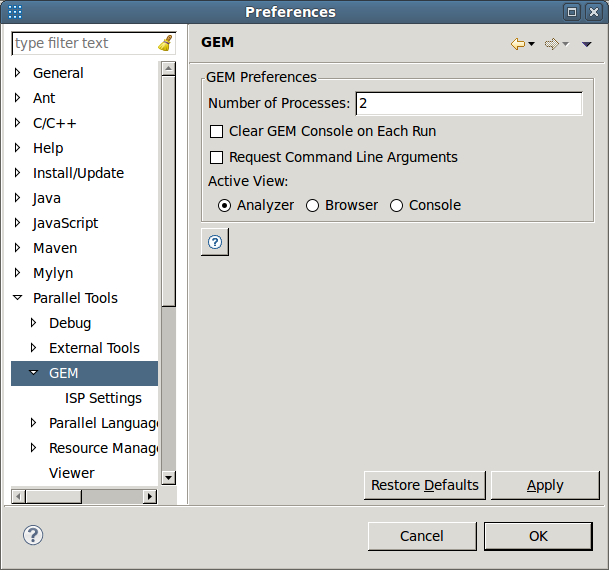 Preferences
type filter text
General
Ant
C/C++
Help
Install/Update
Java
JavaScript
Maven
Mylyn
Parallel Tools
Debug
External Tools
GEM
ISP Settings
Parallel Languag
Resource Manag
Viewer
GEM
GEM Preferences
Number of Processes: 2
Clear GEM Console on Each Run
Request Command Line Arguments
Active View:
Analyzer Browser Console
?
Restore Defaults Apply
? Cancel OK